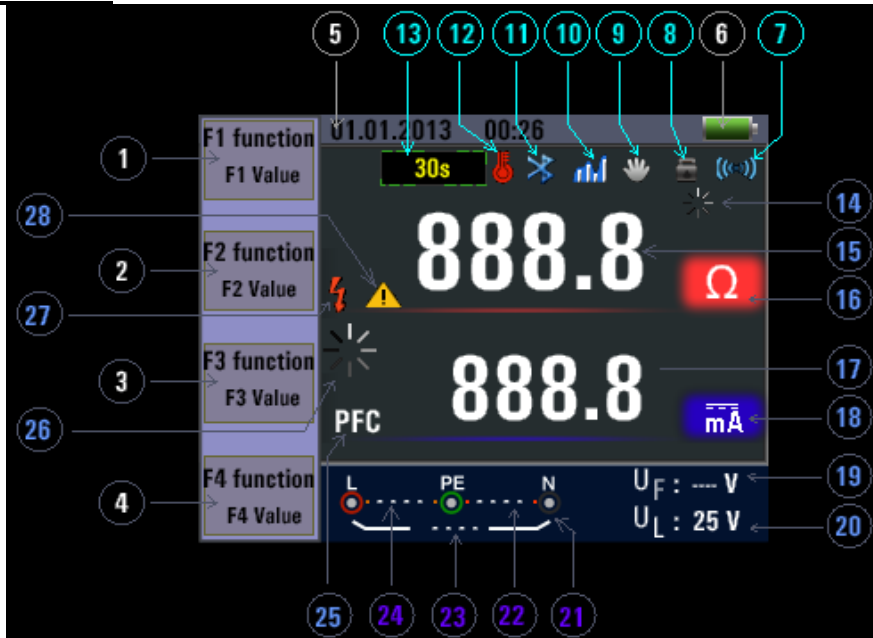 5 13 12 11 10 9 8 6 7
01.01.2013 00:26
1 F1 function
F1 Value
30s
14
28
888.8
15
2 F2 function
F2 Value
Ω
16
27
3 F3 function
F3 Value
888.8
17
26
PFC
mA
18
4 F4 function
F4 Value
L PE N
UF : ---- V
19
UL : 25 V
20
25 24 23 22 21